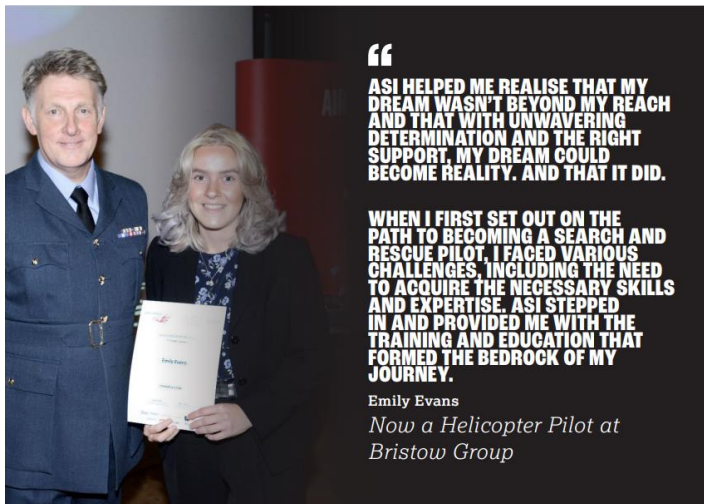 “
ASI HELPED ME REALISE THAT MY
DREAM WASN’T BEYOND MY REACH
AND THAT WITH UNWAVERING
DETERMINATION AND THE RIGHT
SUPPORT, MY DREAM COULD
BECOME REALITY. AND THAT IT DID.
WHEN I FIRST SET OUT ON THE
PATH TO BECOMING A SEARCH AND
RESCUE PILOT, I FACED VARIOUS
CHALLENGES, INCLUDING THE NEED
TO ACQUIRE THE NECESSARY SKILLS
AND EXPERTISE. ASI STEPPED
IN AND PROVIDED ME WITH THE
TRAINING AND EDUCATION THAT
FORMED THE BEDROCK OF MY
JOURNEY.
Emily Evans
Now a Helicopter Pilot at
Bristow Group
Emily Evans